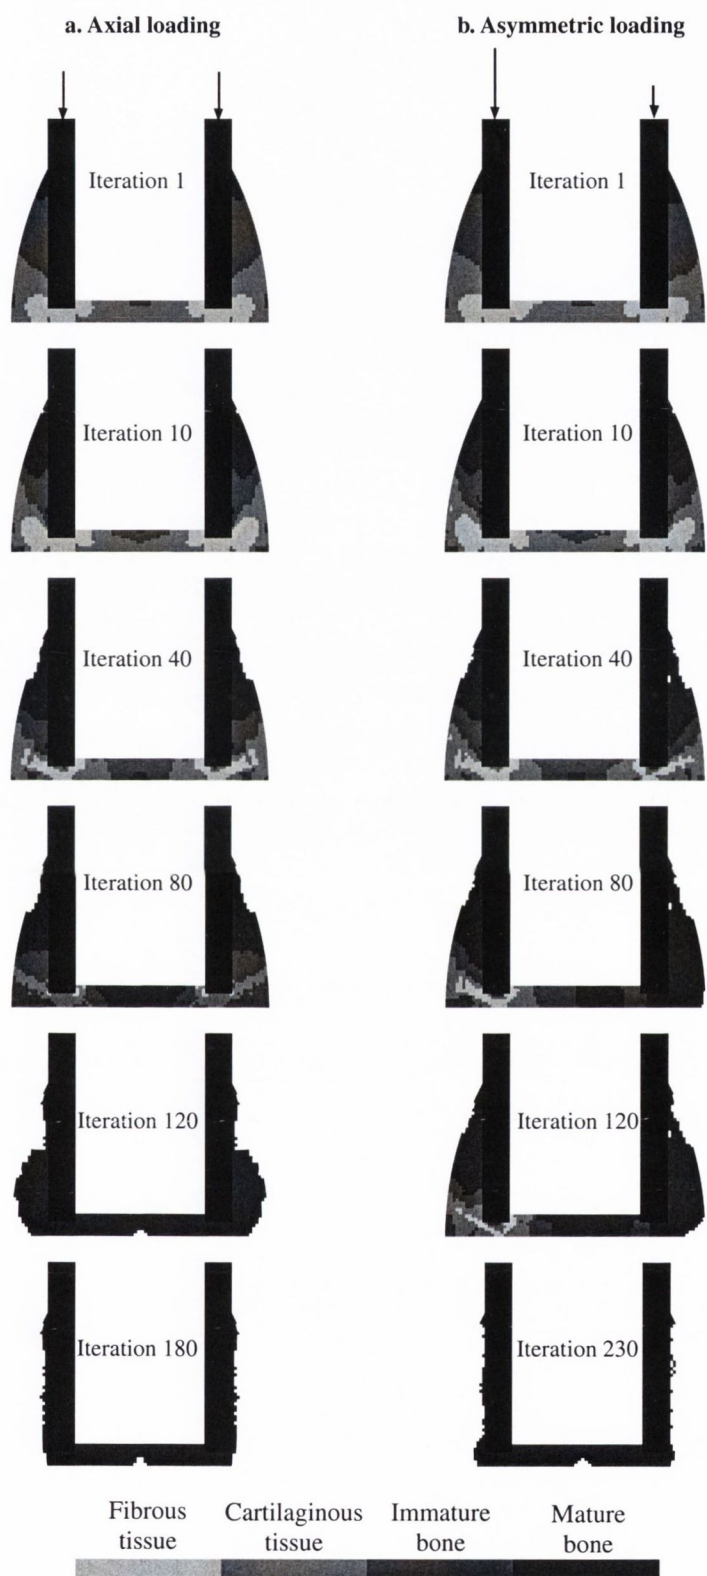 a. Axial loading
b. Asymmetric loading
Iteration 1
Iteration 1
Iteration 10
Iteration 10
Iteration 40
Iteration 40
Iteration 80
Iteration 80
Iteration 120
Iteration 120
Iteration 180
Iteration 230
Fibrous
tissue
Cartilaginous
tissue
Immature
bone
Mature
bone